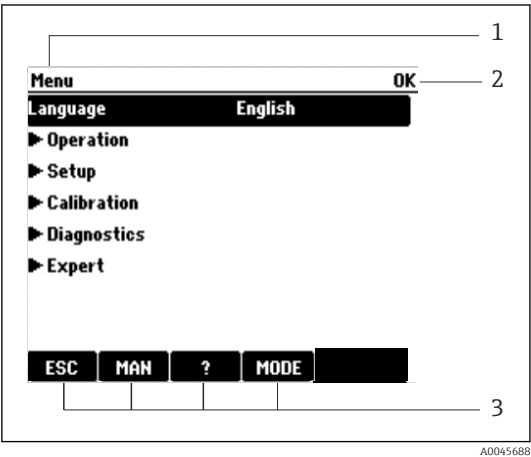 1
Menu OK 2
Language English
Operation
Setup
Calibration
Diagnostics
Expert
ESC MAN ? MODE
3
A0045688